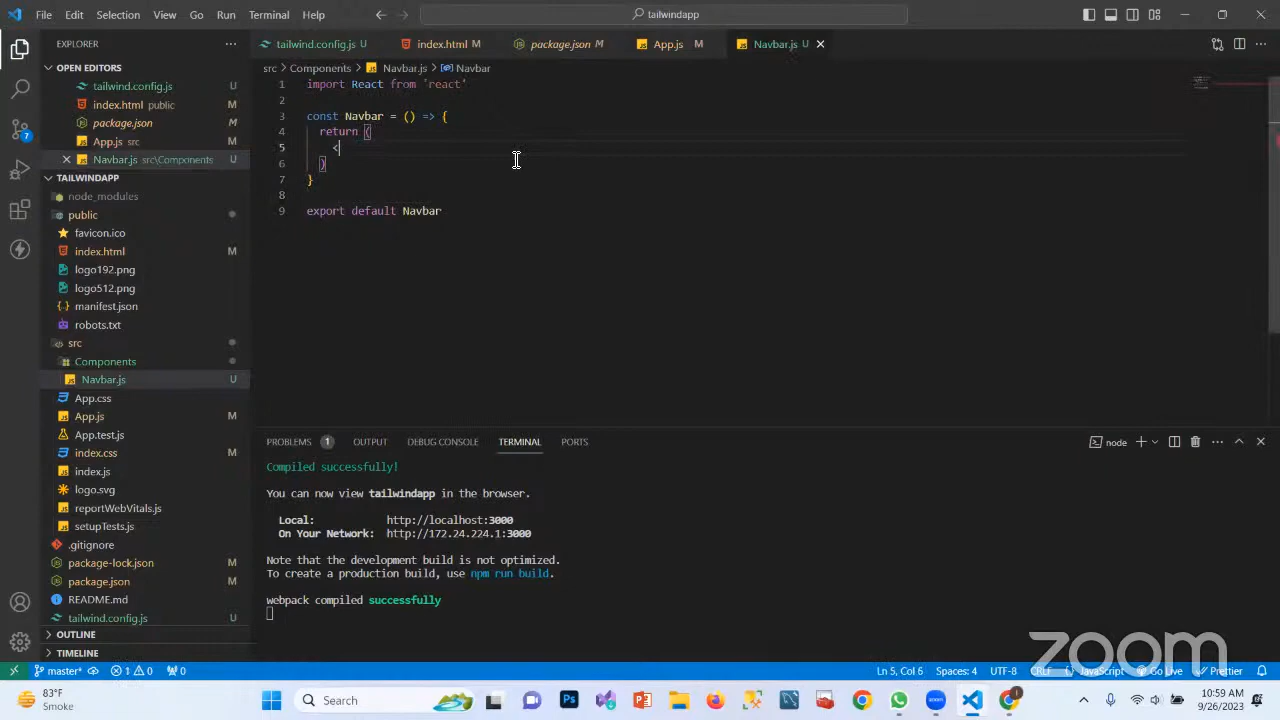 File Edit Selection View Go Run Terminal Help
tailwindapp
EXPLORER
OPEN EDITORS
tailwind.config.js U
index.html public M
package.json M
App.js M
Navbar.js src\Components U
TAILWINDAPP
node_modules
public
favicon.ico
index.html M
logo192.png
logo512.png
manifest.json
robots.txt
src
Components
Navbar.js U
App.css
App.js M
App.test.js
index.css M
index.js
logo.svg
reportWebVitals.js
setupTests.js
.gitignore
package-lock.json M
package.json M
README.md
tailwind.config.js U
OUTLINE
TIMELINE
tailwind.config.js U index.html M package.json M App.js M Navbar.js U
src > Components > Navbar.js > Navbar
1 import React from 'react'
2
3 const Navbar = () => {
4 return (
5 <
6 )
7 }
8
9 export default Navbar
PROBLEMS 1 OUTPUT DEBUG CONSOLE TERMINAL PORTS
node
Compiled successfully!
You can now view tailwindapp in the browser.
Local: http://localhost:3000
On Your Network: http://172.24.224.1:3000
Note that the development build is not optimized.
To create a production build, use npm run build.
webpack compiled successfully
zoom
7
master* 1 0 0 Ln 5, Col 6 Spaces: 4 UTF-8 CRLF { } JavaScript Go Live Prettier
83°F
Smoke
Search
Ps
10:59 AM
9/26/2023